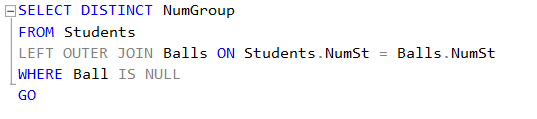 SELECT DISTINCT NumGroup
FROM Students
LEFT OUTER JOIN Balls ON Students.NumSt = Balls.NumSt
WHERE Ball IS NULL
GO